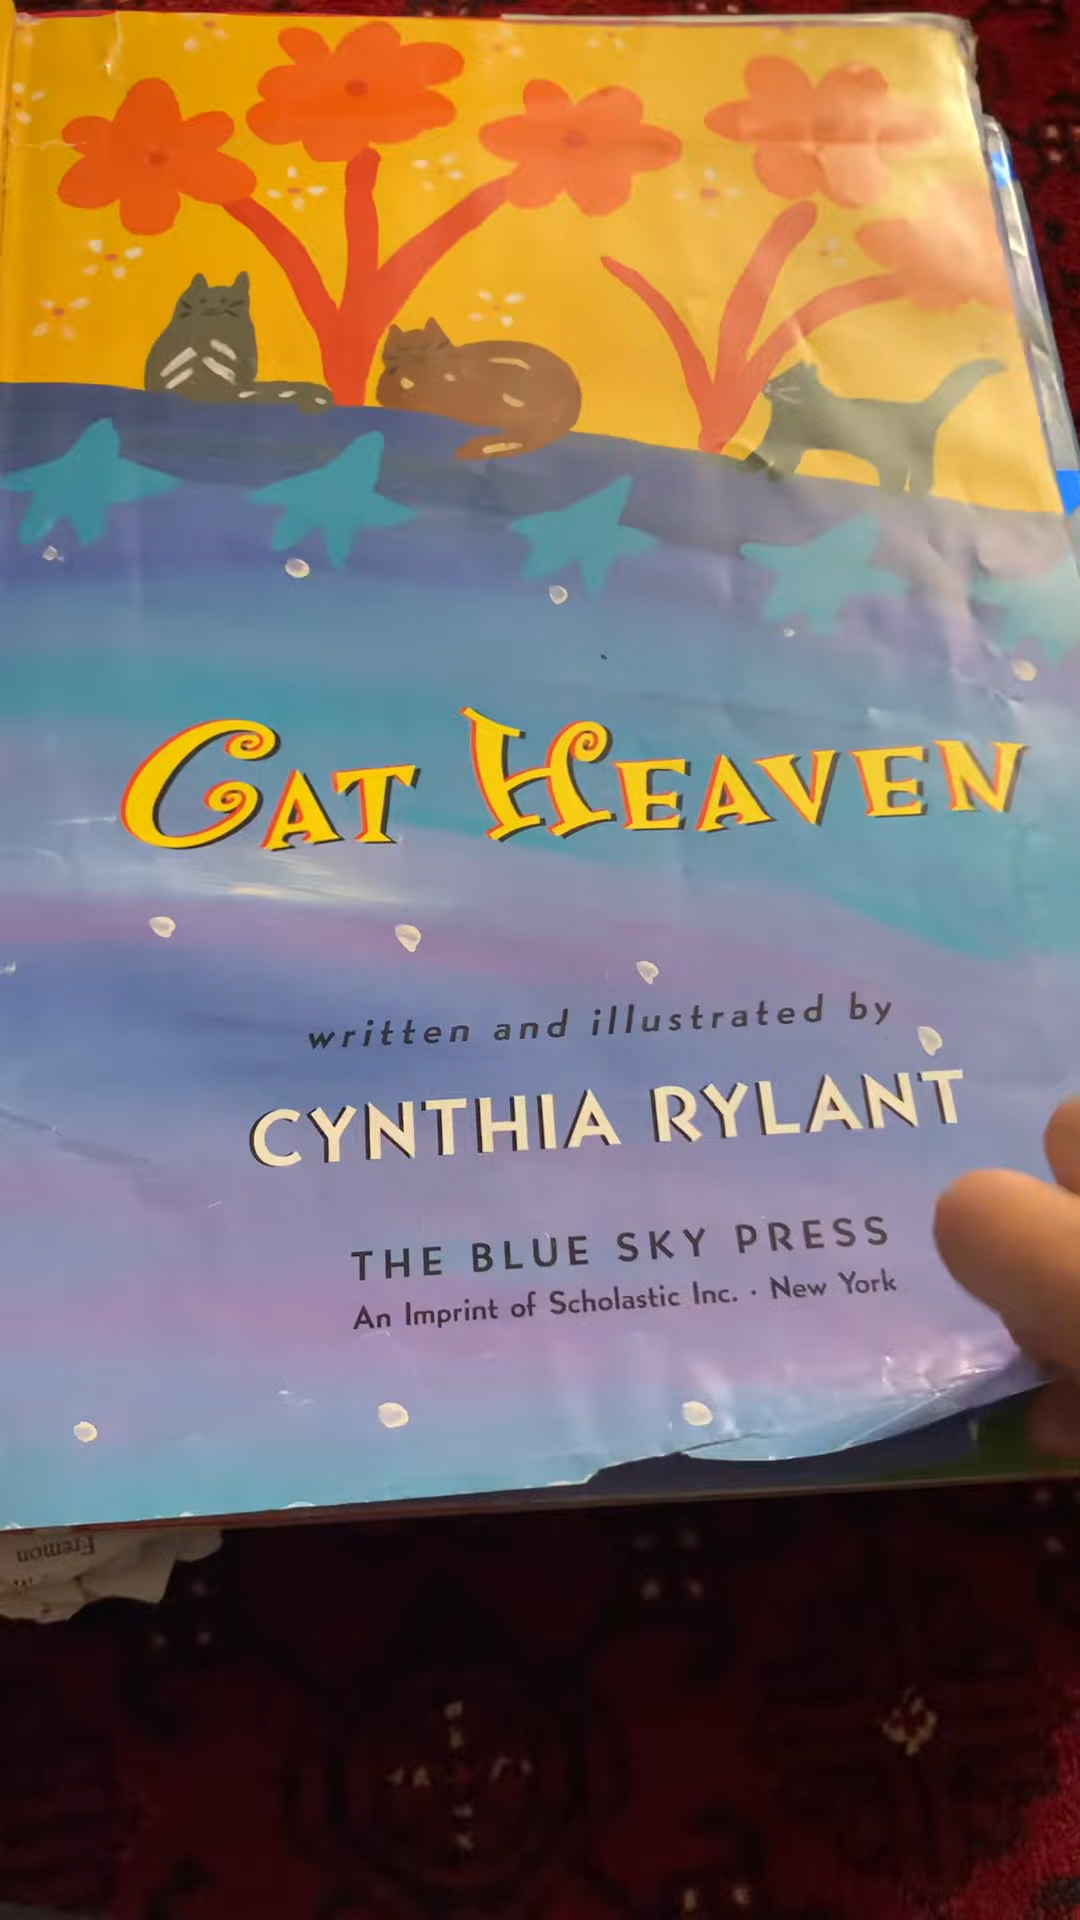 CAT HEAVEN
written and illustrated by
CYNTHIA RYLANT
THE BLUE SKY PRESS
An Imprint of Scholastic Inc. · New York
Fremon